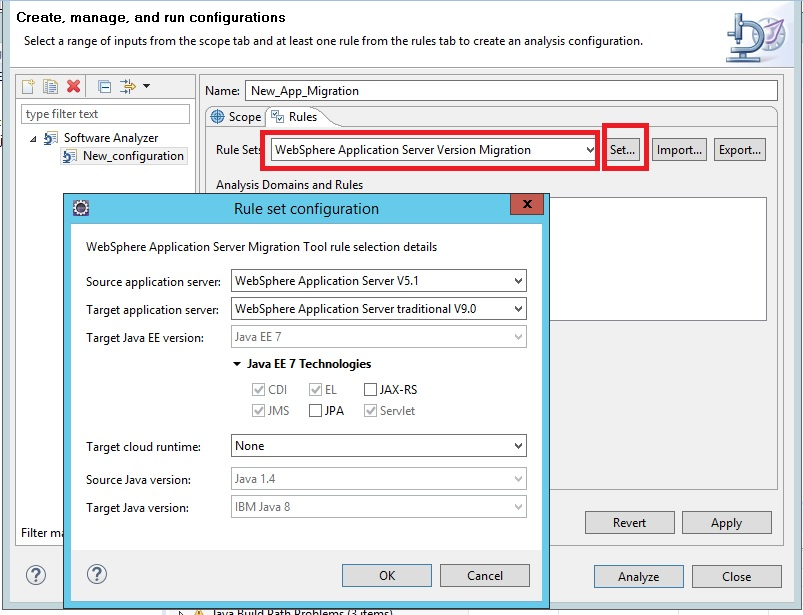 Create, manage, and run configurations
Select a range of inputs from the scope tab and at least one rule from the rules tab to create an analysis configuration.
Name: New_App_Migration
type filter text
Scope Rules
Software Analyzer
New_configuration
Rule Set: WebSphere Application Server Version Migration Set... Import... Export...
Analysis Domains and Rules
Rule set configuration x
WebSphere Application Server Migration Tool rule selection details
Source application server: WebSphere Application Server V5.1
Target application server: WebSphere Application Server traditional V9.0
Target Java EE version: Java EE 7
Java EE 7 Technologies
CDI EL JAX-RS
JMS JPA Servlet
Target cloud runtime: None
Source Java version: Java 1.4
Target Java version: IBM Java 8
Filter ma
Revert Apply
? ? OK Cancel Analyze Close
Java Build Path Problems (3 items)